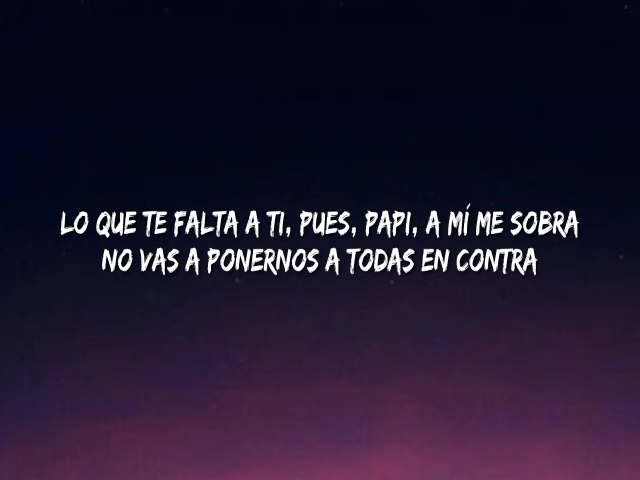 LO QUE TE FALTA A TI, PUES, PAPI, A MÍ ME SOBRA
NO VAS A PONERNOS A TODAS EN CONTRA